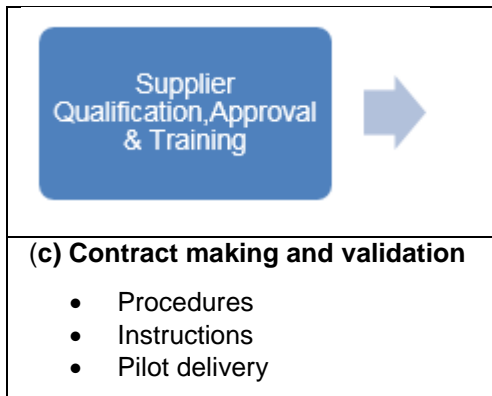 Supplier
Qualification,Approval
& Training
(c) Contract making and validation
• Procedures
• Instructions
• Pilot delivery